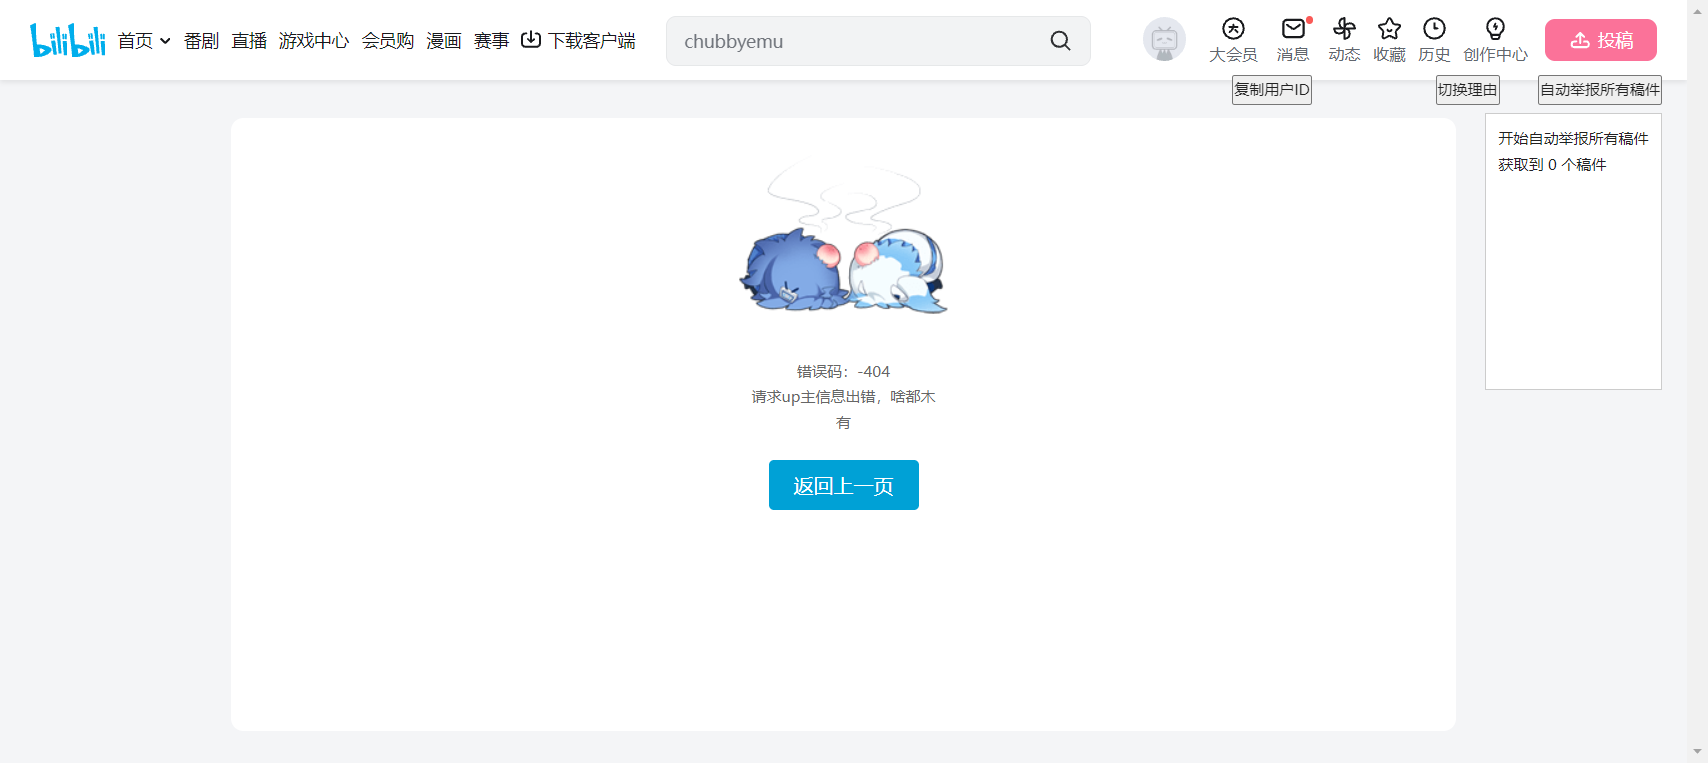 bilibili 首页 番剧 直播 游戏中心 会员购 漫画 赛事 下载客户端 chubbyemu 大会员 消息 动态 收藏 历史 创作中心 投稿
复制用户ID 切换理由 自动举报所有稿件
开始自动举报所有稿件
获取到 0 个稿件
错误码：-404
请求up主信息出错，啥都木
有
返回上一页